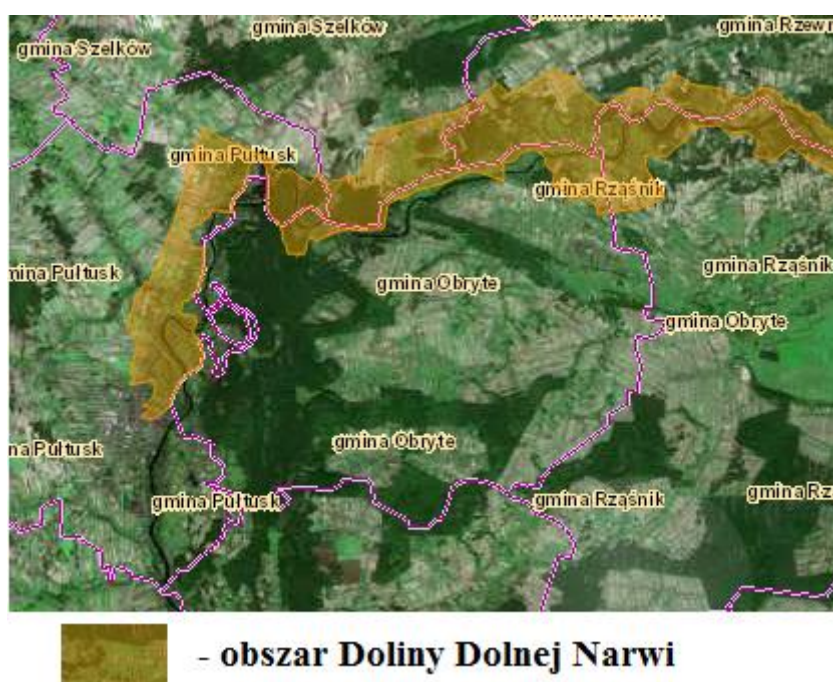 gmina Szelków
gmina Szelków
gmina Rzewn
gmina Pułtusk
gmina Rząśnik
gmina Pułtusk
gmina Obryte
gmina Rząśnik
gmina Obryte
na Pułtusk
gmina Obryte
gmina Pułtusk
gmina Rząśnik
gmina Rz
- obszar Doliny Dolnej Narwi